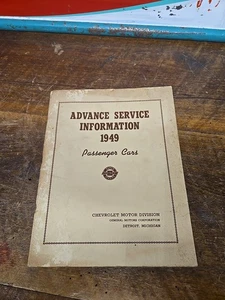 ADVANCE SERVICE
INFORMATION
1949
Passenger Cars
CHEVROLET MOTOR DIVISION
GENERAL MOTORS CORPORATION
DETROIT, MICHIGAN